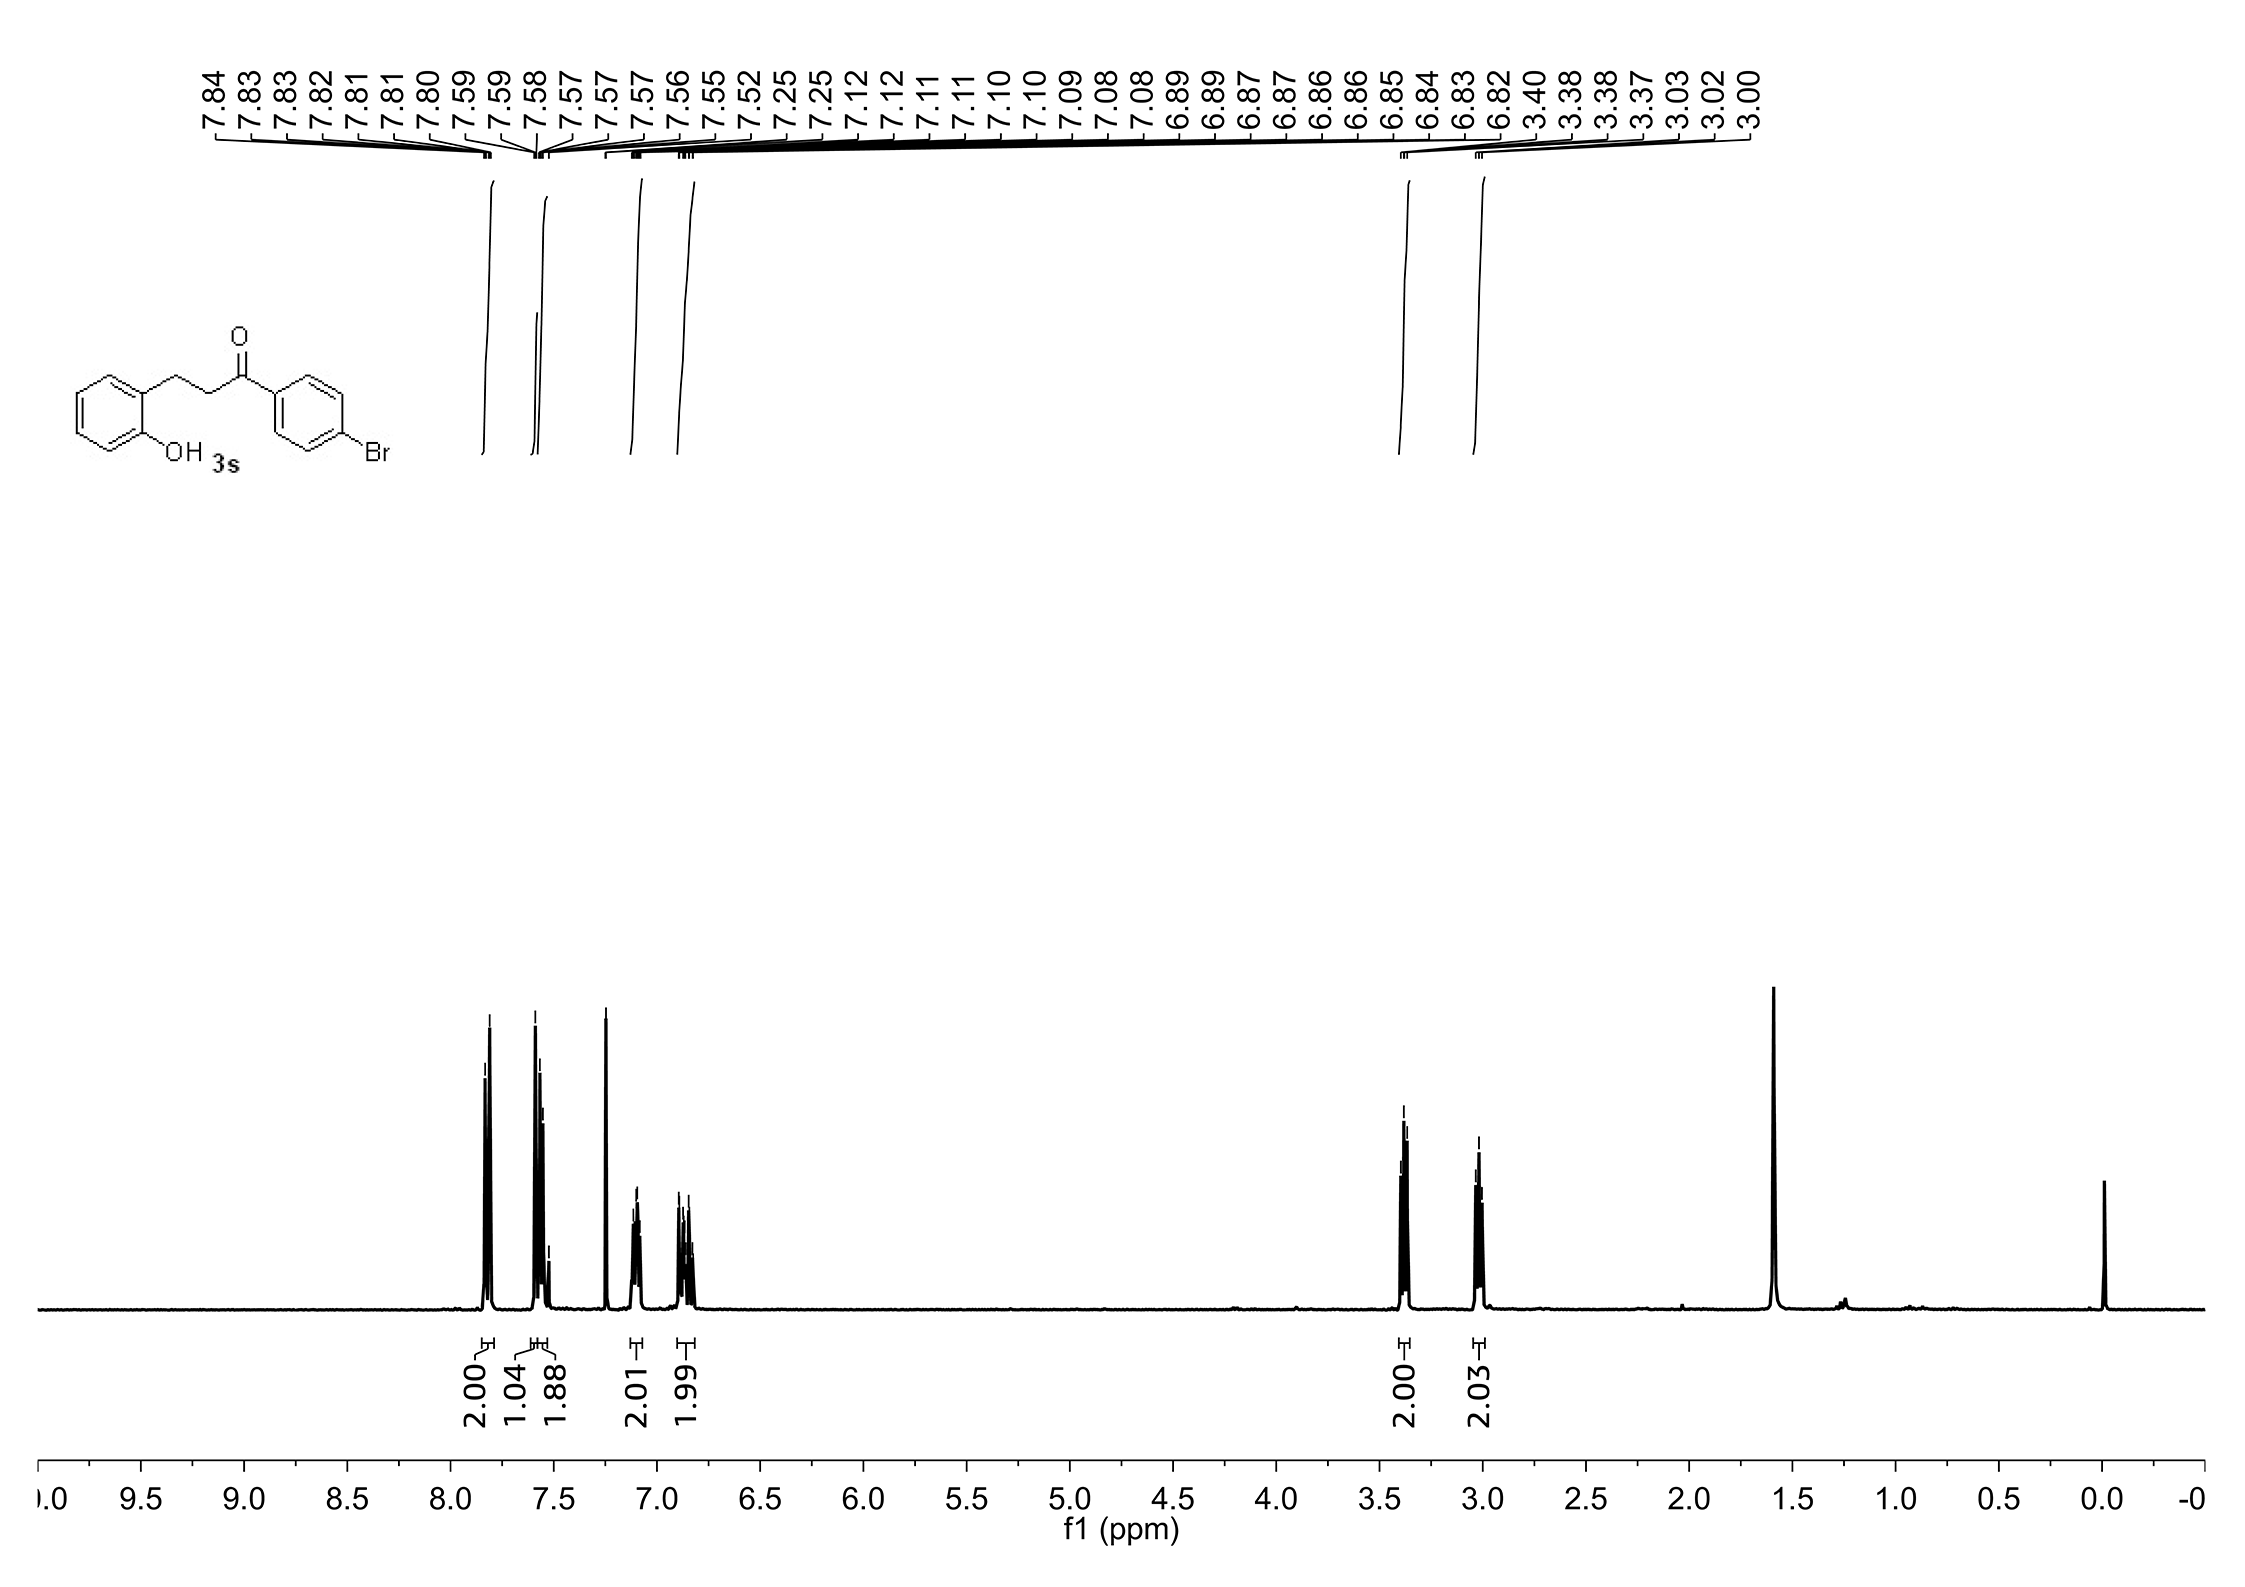 7.84 7.83 7.83 7.82 7.81 7.81 7.80 7.59 7.59 7.58 7.57 7.57 7.57 7.56 7.55 7.52 7.25 7.25 7.12 7.12 7.11 7.11 7.10 7.10 7.09 7.08 7.08 6.89 6.89 6.87 6.87 6.86 6.86 6.85 6.84 6.83 6.82 3.40 3.38 3.38 3.37 3.03 3.02 3.00
O
OH
3s
Br
2.00 1.04 1.88 2.01 1.99 2.00 2.03
).0 9.5 9.0 8.5 8.0 7.5 7.0 6.5 6.0 5.5 5.0 4.5 4.0 3.5 3.0 2.5 2.0 1.5 1.0 0.5 0.0 -0
f1 (ppm)